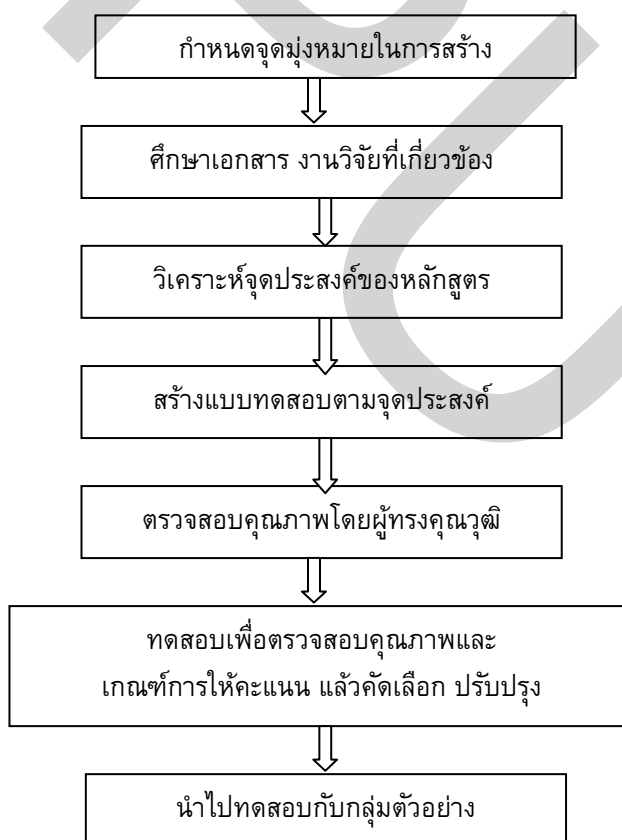 กำหนดจุดมุ่งหมายในการสร้าง
ศึกษาเอกสาร งานวิจัยที่เกี่ยวข้อง
วิเคราะห์จุดประสงค์ของหลักสูตร
สร้างแบบทดสอบตามจุดประสงค์
ตรวจสอบคุณภาพโดยผู้ทรงคุณวุฒิ
ทดสอบเพื่อตรวจสอบคุณภาพและ
เกณฑ์การให้คะแนน แล้วคัดเลือก ปรับปรุง
นำไปทดสอบกับกลุ่มตัวอย่าง